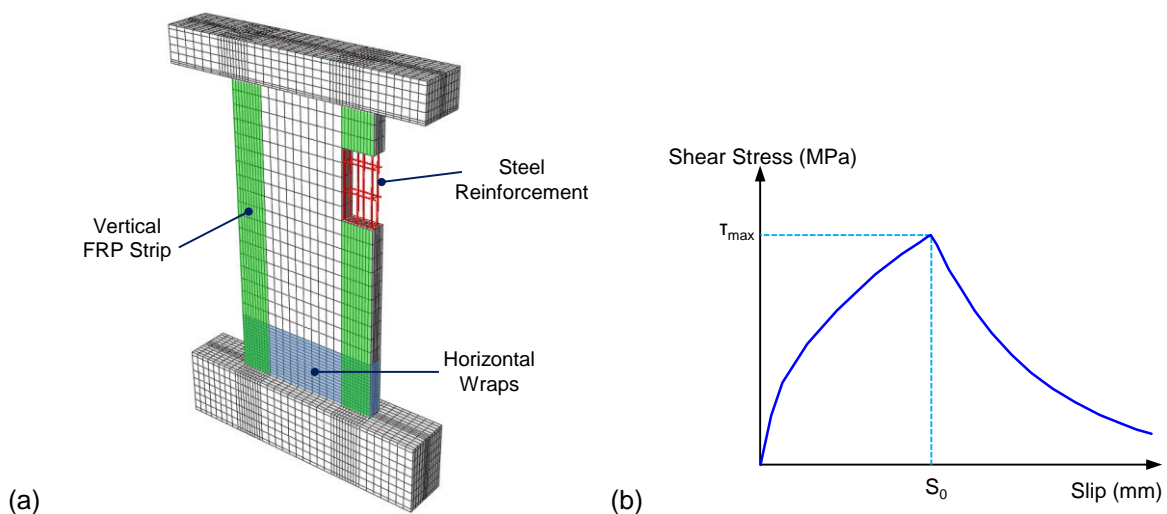 Steel
Reinforcement
Vertical
FRP Strip
Horizontal
Wraps
(a)
Shear Stress (MPa)
τmax
S0
Slip (mm)
(b)